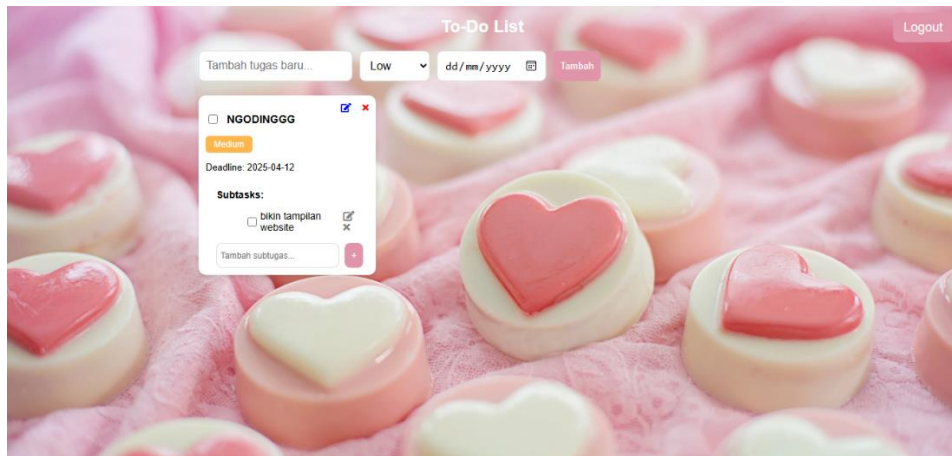 To-Do List
Logout
Tambah tugas baru...
Low
dd/mm/yyyy
Tambah
NGODINGGG
Medium
Deadline: 2025-04-12
Subtasks:
bikin tampilan
website
Tambah subtugas...
+